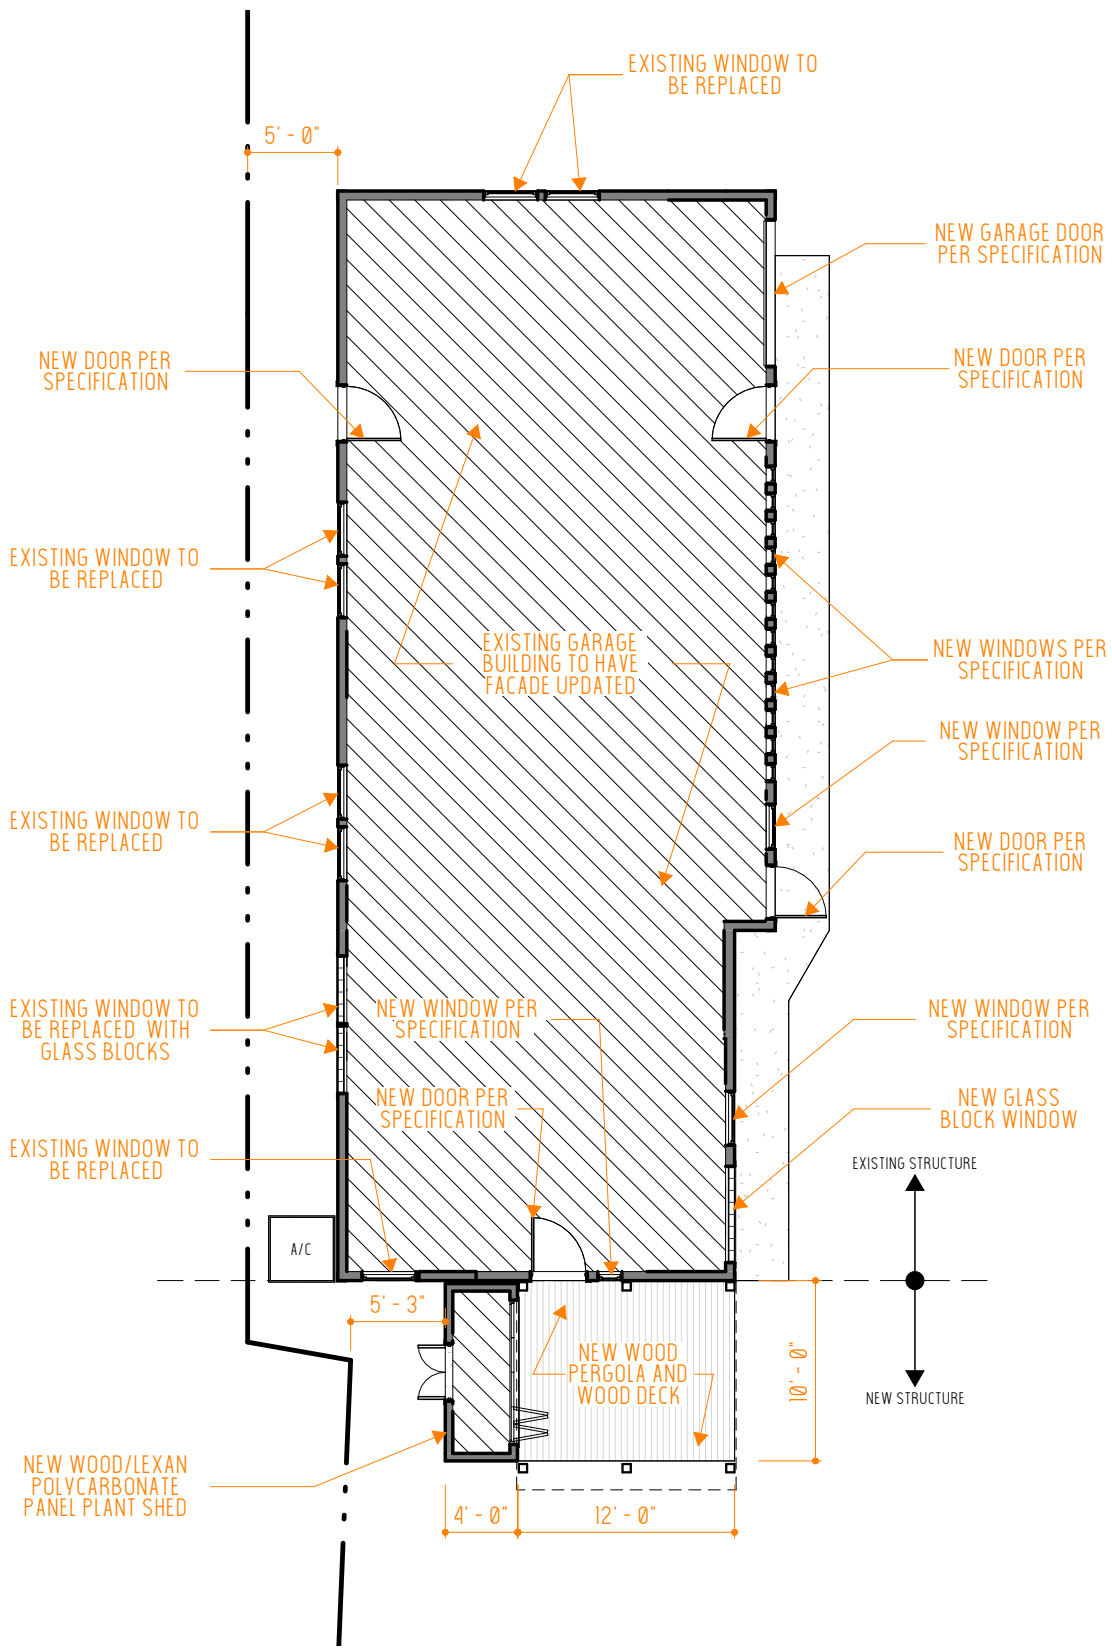 EXISTING WINDOW TO
BE REPLACED
5' - 0"
NEW GARAGE DOOR
PER SPECIFICATION
NEW DOOR PER
SPECIFICATION
NEW DOOR PER
SPECIFICATION
EXISTING WINDOW TO
BE REPLACED
EXISTING GARAGE
BUILDING TO HAVE
FACADE UPDATED
NEW WINDOWS PER
SPECIFICATION
NEW WINDOW PER
SPECIFICATION
EXISTING WINDOW TO
BE REPLACED
NEW DOOR PER
SPECIFICATION
EXISTING WINDOW TO
BE REPLACED WITH
GLASS BLOCKS
NEW WINDOW PER
SPECIFICATION
NEW WINDOW PER
SPECIFICATION
NEW DOOR PER
SPECIFICATION
NEW GLASS
BLOCK WINDOW
EXISTING WINDOW TO
BE REPLACED
EXISTING STRUCTURE
A/C
5' - 3"
NEW WOOD
PERGOLA AND
WOOD DECK
10' - 0"
NEW STRUCTURE
NEW WOOD/LEXAN
POLYCARBONATE
PANEL PLANT SHED
4' - 0"
12' - 0"